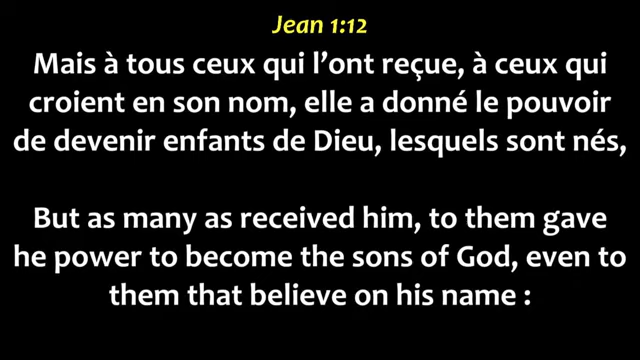 Jean 1:12
Mais à tous ceux qui l’ont reçue, à ceux qui
croient en son nom, elle a donné le pouvoir
de devenir enfants de Dieu, lesquels sont nés,
But as many as received him, to them gave
he power to become the sons of God, even to
them that believe on his name :